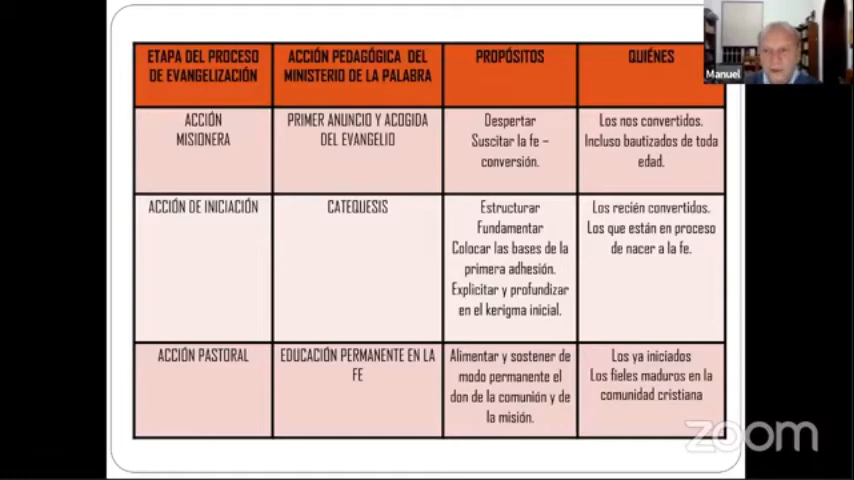 ETAPA DEL PROCESO
DE EVANGELIZACIÓN
ACCIÓN PEDAGÓGICA DEL
MINISTERIO DE LA PALABRA
PROPÓSITOS
QUIÉNES
ACCIÓN
MISIONERA
PRIMER ANUNCIO Y ACOGIDA
DEL EVANGELIO
Despertar
Suscitar la fe –
conversión.
Los nos convertidos.
Incluso bautizados de toda
edad.
ACCIÓN DE INICIACIÓN
CATEQUESIS
Estructurar
Fundamentar
Colocar las bases de la
primera adhesión.
Explicitar y profundizar
en el kerigma inicial.
Los recién convertidos.
Los que están en proceso
de nacer a la fe.
ACCIÓN PASTORAL
EDUCACIÓN PERMANENTE EN LA
FE
Alimentar y sostener de
modo permanente el
don de la comunión y de
la misión.
Los ya iniciados
Los fieles maduros en la
comunidad cristiana
Manuel
zoom